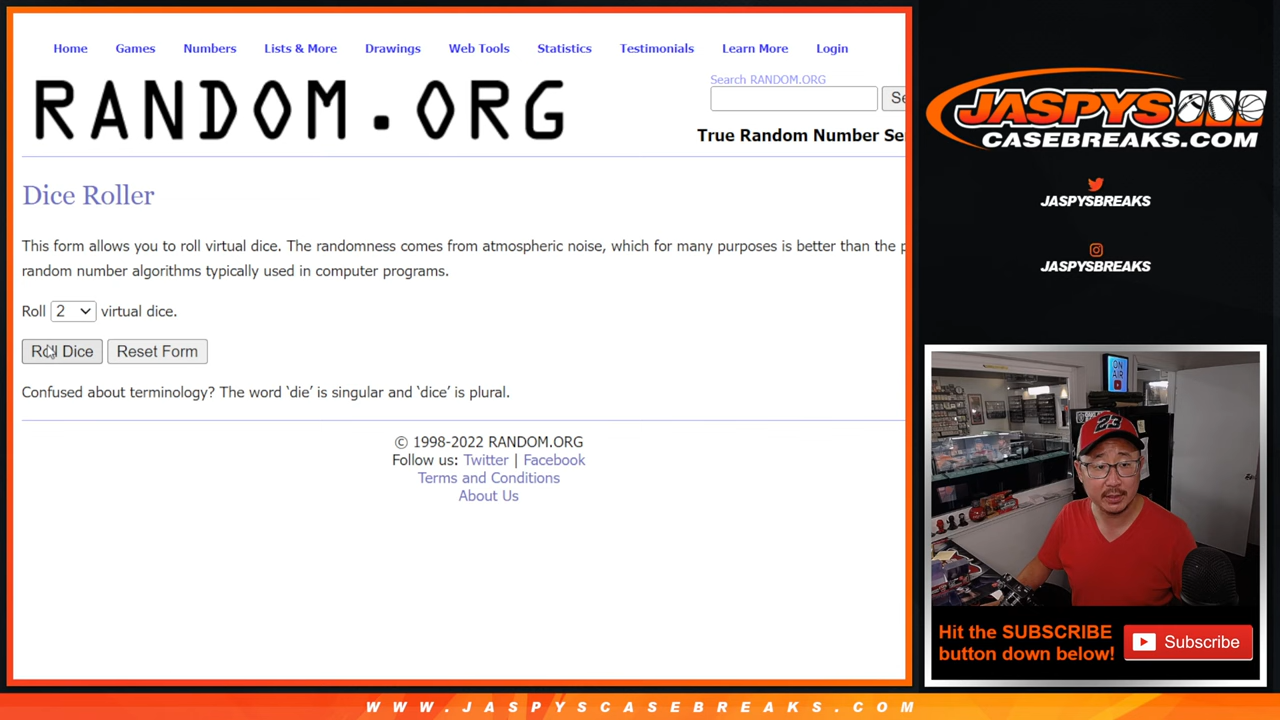 Home Games Numbers Lists & More Drawings Web Tools Statistics Testimonials Learn More Login
RANDOM.ORG
Search RANDOM.ORG
Se
True Random Number Se
Dice Roller
This form allows you to roll virtual dice. The randomness comes from atmospheric noise, which for many purposes is better than the p
random number algorithms typically used in computer programs.
Roll 2 virtual dice.
Roll Dice Reset Form
Confused about terminology? The word ‘die’ is singular and ‘dice’ is plural.
© 1998-2022 RANDOM.ORG
Follow us: Twitter | Facebook
Terms and Conditions
About Us
JASPYS
CASEBREAKS.COM
JASPYSBREAKS
JASPYSBREAKS
ON
AIR
23
Hit the SUBSCRIBE
button down below!
Subscribe
WWW.JASPYSCASEBREAKS.COM